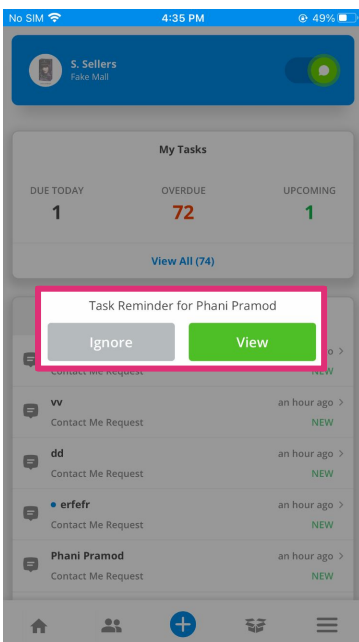 No SIM 4:35 PM 49%
S. Sellers
Fake Mall
My Tasks
DUE TODAY OVERDUE UPCOMING
1 72 1
View All (74)
Task Reminder for Phani Pramod
Ignore View
Contact Me Request NEW
vv an hour ago
Contact Me Request NEW
dd an hour ago
Contact Me Request NEW
erfefr an hour ago
Contact Me Request NEW
Phani Pramod an hour ago
Contact Me Request NEW